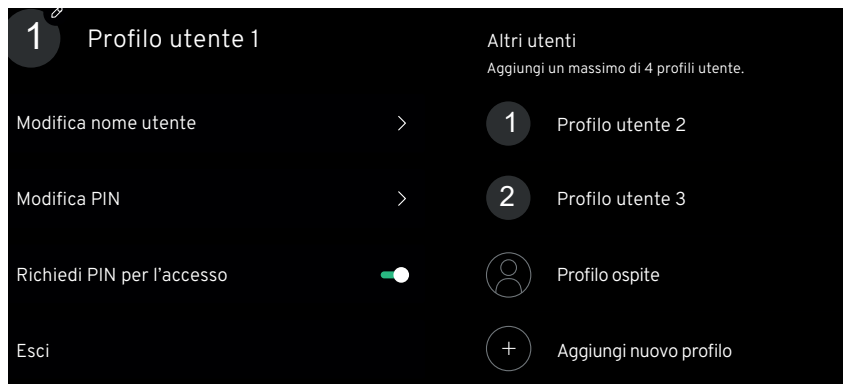 1
Profilo utente 1
Modifica nome utente
Modifica PIN
Richiedi PIN per l'accesso
Esci
Altri utenti
Aggiungi un massimo di 4 profili utente.
1 Profilo utente 2
2 Profilo utente 3
Profilo ospite
Aggiungi nuovo profilo